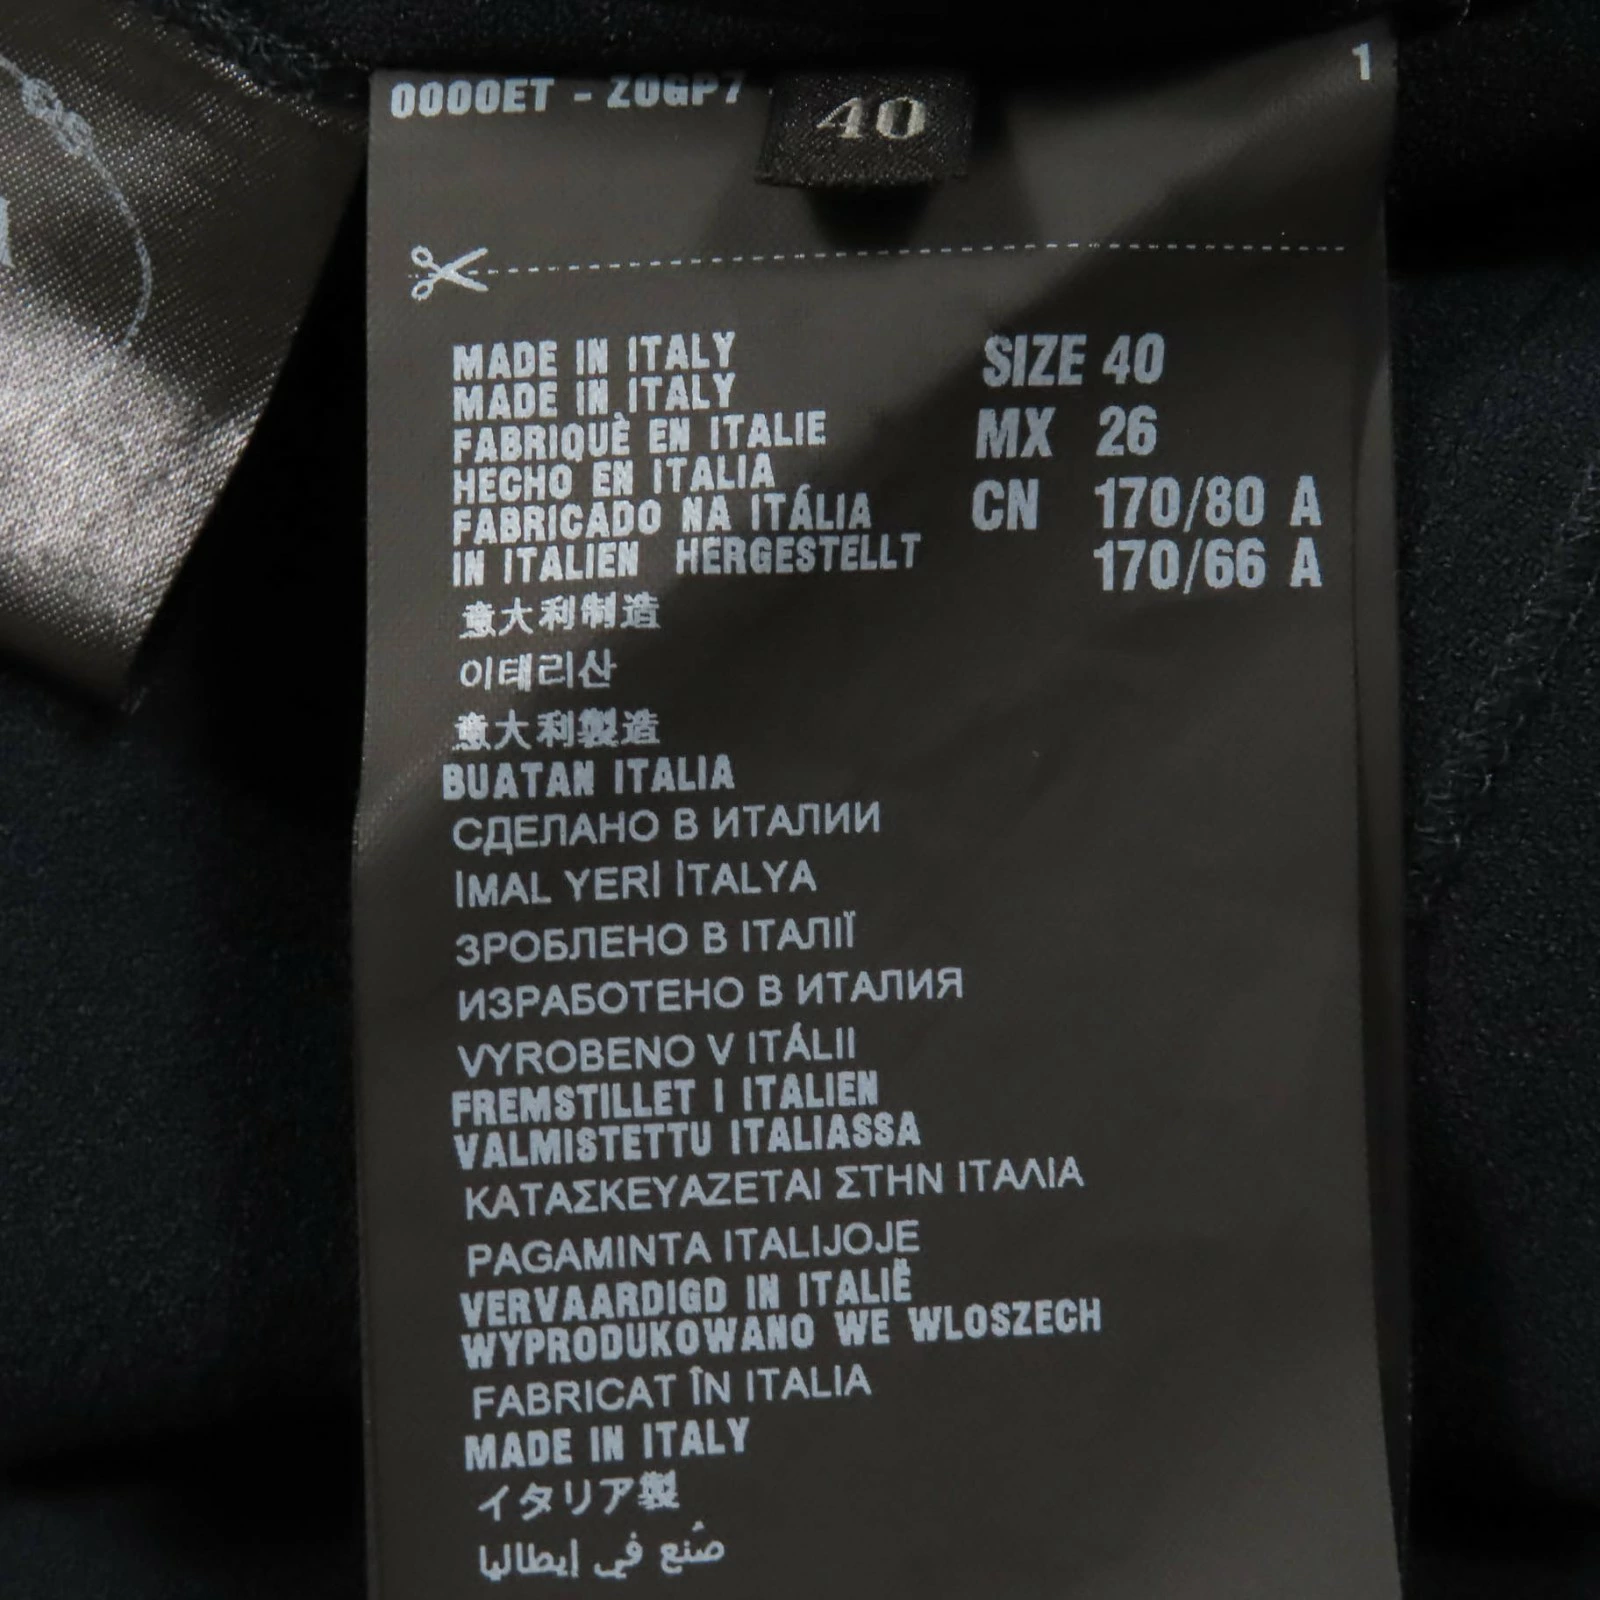 0000ET - Z0GP7
40
1
MADE IN ITALY
MADE IN ITALY
FABRIQUÈ EN ITALIE
HECHO EN ITALIA
FABRICADO NA ITÁLIA
IN ITALIEN HERGESTELLT
意大利制造
이태리산
意大利製造
BUATAN ITALIA
СДЕЛАНО В ИТАЛИИ
İMAL YERİ İTALYA
ЗРОБЛЕНО В ІТАЛІЇ
ИЗРАБОТЕНО В ИТАЛИЯ
VYROBENO V ITÁLII
FREMSTILLET I ITALIEN
VALMISTETTU ITALIASSA
ΚΑΤΑΣΚΕΥΑΖΕΤΑΙ ΣΤΗΝ ΙΤΑΛΙΑ
PAGAMINTA ITALIJOJE
VERVAARDIGD IN ITALIË
WYPRODUKOWANO WE WLOSZECH
FABRICAT ÎN ITALIA
MADE IN ITALY
イタリア製
صُنع في إيطاليا
SIZE 40
MX 26
CN 170/80 A
170/66 A